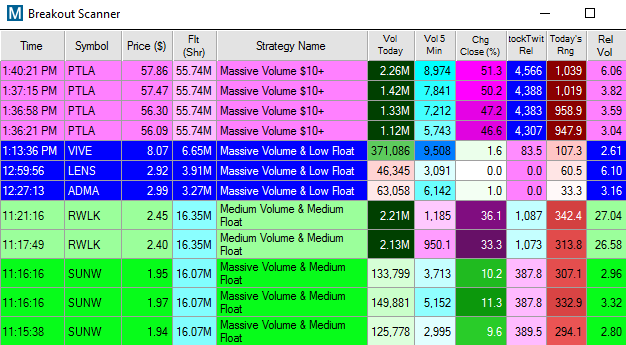 M Breakout Scanner
Time Symbol Price ($) Flt (Shr) Strategy Name Vol Today Vol 5 Min Chg Close (%) tockTwit Rel Today's Rng Rel Vol
1:40:21 PM PTLA 57.86 55.74M Massive Volume $10+ 2.26M 8,974 51.3 4,566 1,039 6.06
1:37:15 PM PTLA 57.47 55.74M Massive Volume $10+ 1.42M 7,841 50.2 4,388 1,019 3.82
1:36:58 PM PTLA 56.30 55.74M Massive Volume $10+ 1.33M 7,212 47.2 4,383 958.9 3.59
1:36:21 PM PTLA 56.09 55.74M Massive Volume $10+ 1.12M 5,743 46.6 4,307 947.9 3.04
1:13:36 PM VIVE 8.07 6.65M Massive Volume & Low Float 371,086 9,508 1.6 83.5 107.3 2.61
12:59:56 LENS 2.92 3.91M Massive Volume & Low Float 46,345 3,091 0.0 0.0 60.5 6.10
12:27:13 ADMA 2.99 3.27M Massive Volume & Low Float 63,058 6,142 1.0 0.0 33.3 3.16
11:21:16 RWLK 2.45 16.35M Medium Volume & Medium Float 2.21M 1,185 36.1 1,087 342.4 27.04
11:17:49 RWLK 2.40 16.35M Medium Volume & Medium Float 2.13M 950.1 33.3 1,073 313.8 26.58
11:16:16 SUNW 1.95 16.07M Massive Volume & Medium Float 133,799 3,713 10.2 387.8 307.1 2.96
11:16:16 SUNW 1.97 16.07M Massive Volume & Medium Float 149,881 5,152 11.3 387.8 332.9 3.32
11:15:38 SUNW 1.94 16.07M Massive Volume & Medium Float 125,778 2,995 9.6 389.5 294.1 2.80